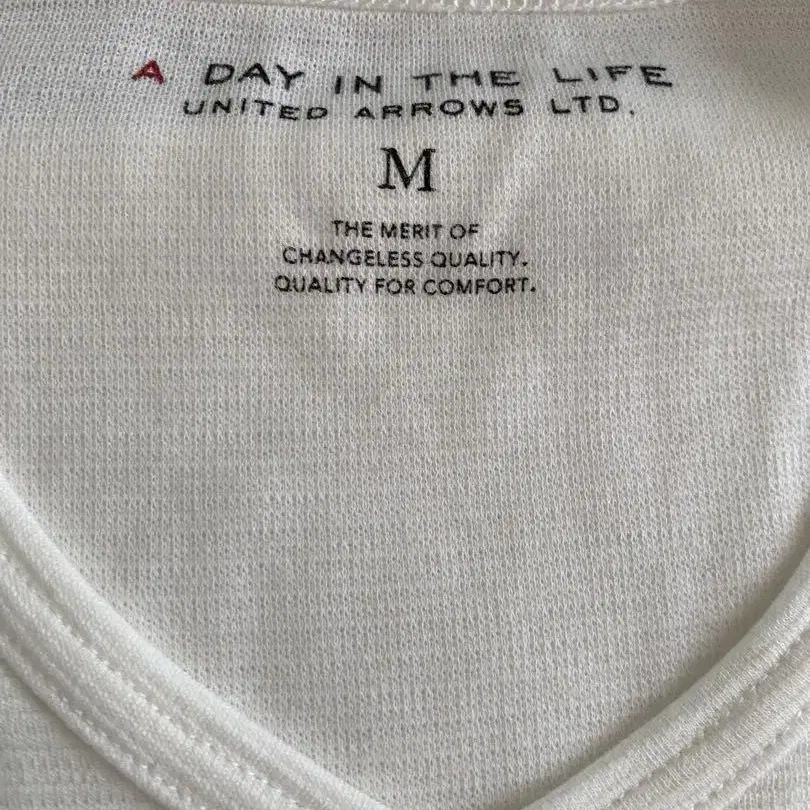 A DAY IN THE LIFE
UNITED ARROWS LTD.
M
THE MERIT OF
CHANGELESS QUALITY.
QUALITY FOR COMFORT.